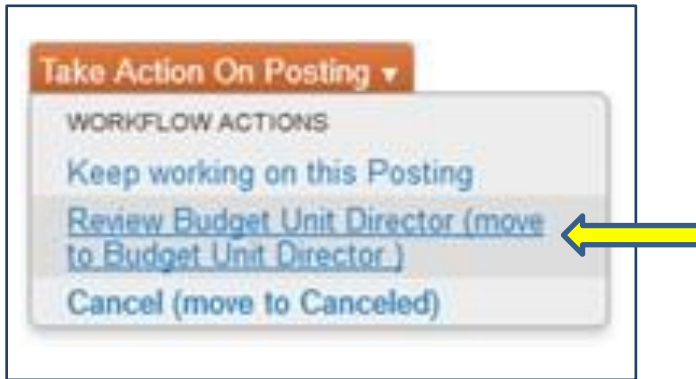 Take Action On Posting ▾
WORKFLOW ACTIONS
Keep working on this Posting
Review Budget Unit Director (move
to Budget Unit Director )
Cancel (move to Canceled)